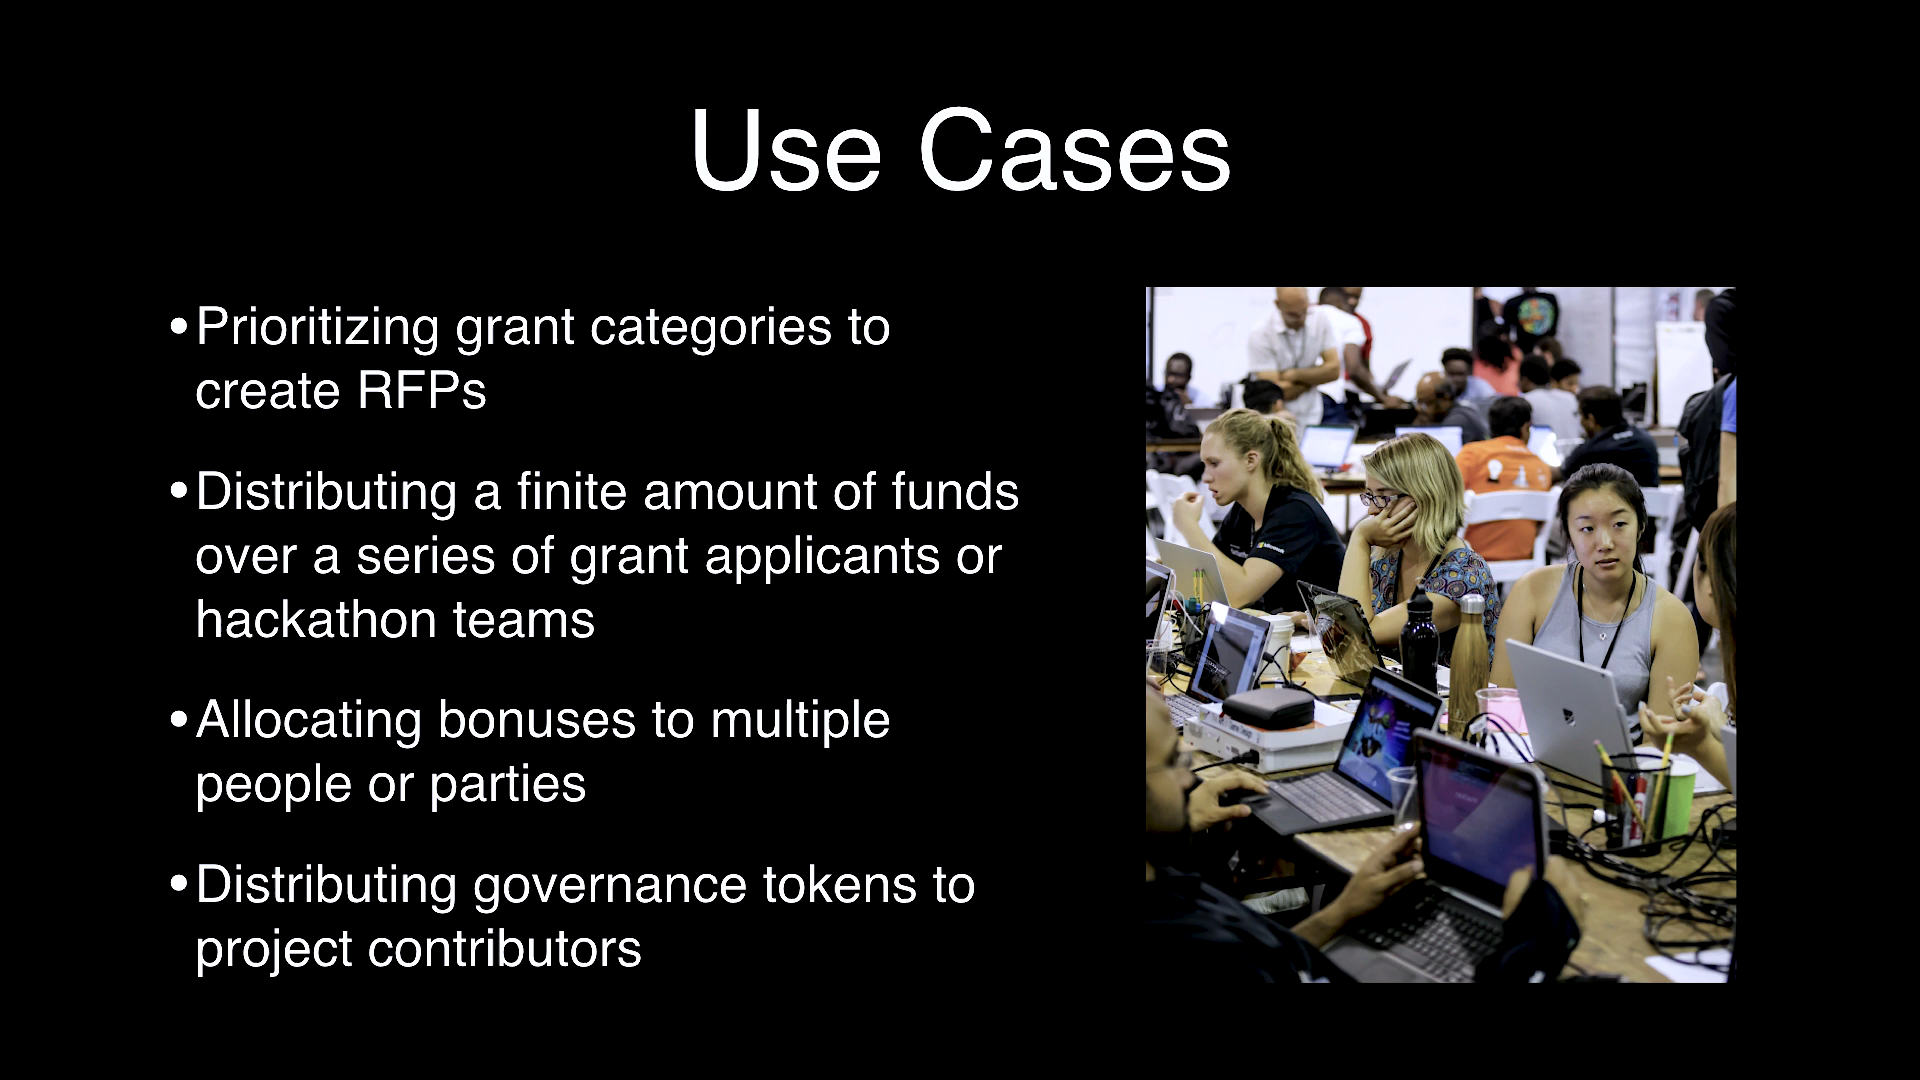 Use Cases
•Prioritizing grant categories to
create RFPs
•Distributing a finite amount of funds
over a series of grant applicants or
hackathon teams
•Allocating bonuses to multiple
people or parties
•Distributing governance tokens to
project contributors